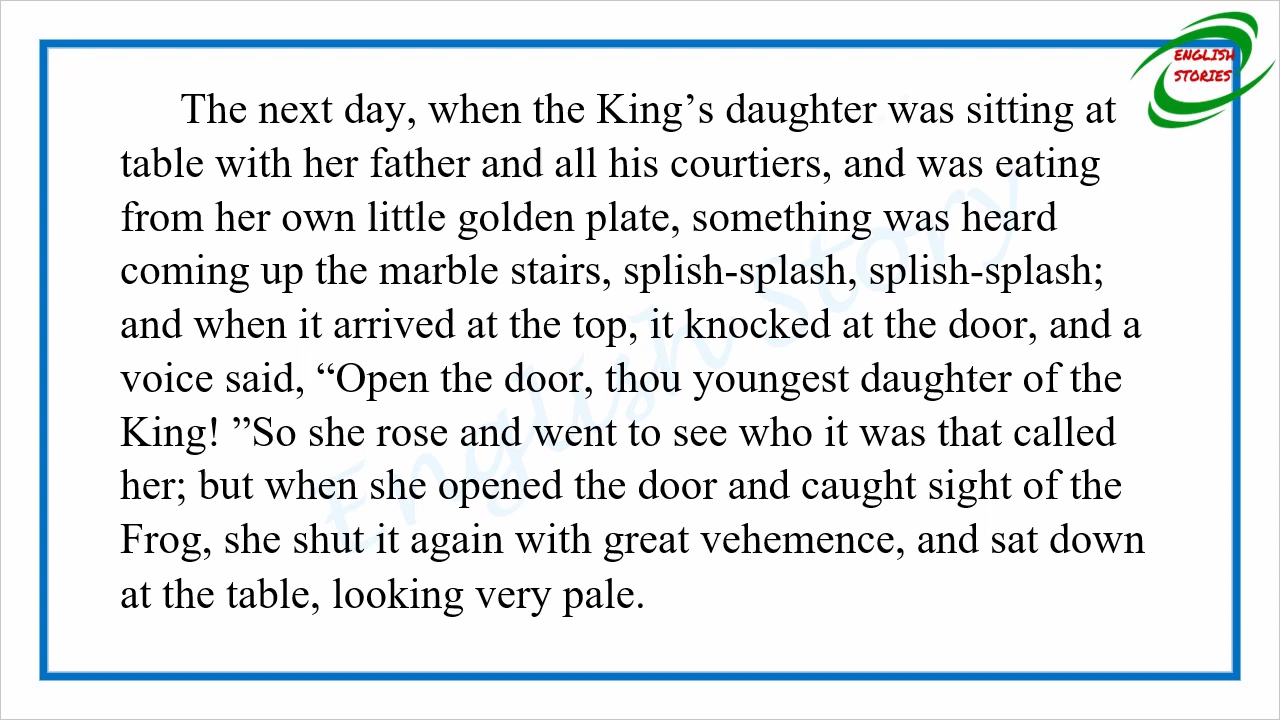 ENGLISH
STORIES
The next day, when the King’s daughter was sitting at
table with her father and all his courtiers, and was eating
from her own little golden plate, something was heard
coming up the marble stairs, splish-splash, splish-splash;
and when it arrived at the top, it knocked at the door, and a
voice said, “Open the door, thou youngest daughter of the
King! ”So she rose and went to see who it was that called
her; but when she opened the door and caught sight of the
Frog, she shut it again with great vehemence, and sat down
at the table, looking very pale.
English Story